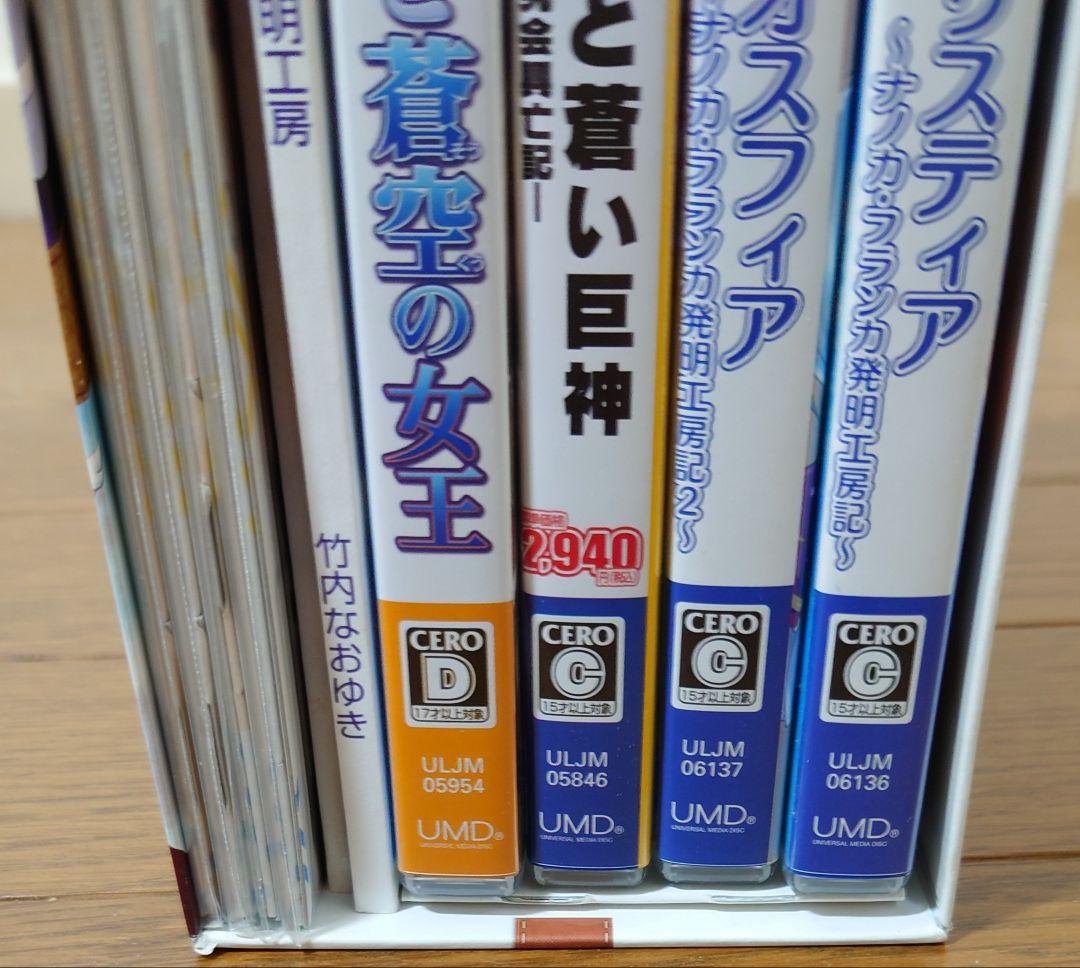 明工房
竹内なおゆき
と蒼空の女王
CERO
D
17才以上対象
ULJM
05954
UMD®
UNIVERSAL MEDIA DISC
と蒼い巨神
会興亡記―
価格
2,940
円(税込)
CERO
C
15才以上対象
ULJM
05846
UMD®
UNIVERSAL MEDIA DISC
オスフィア
ナノカ・フランカ発明工房記2～
CERO
C
15才以上対象
ULJM
06137
UMD®
UNIVERSAL MEDIA DISC
スティア
～ナノカ・フランカ発明工房記～
CERO
C
15才以上対象
ULJM
06136
UMD®
UNIVERSAL MEDIA DISC